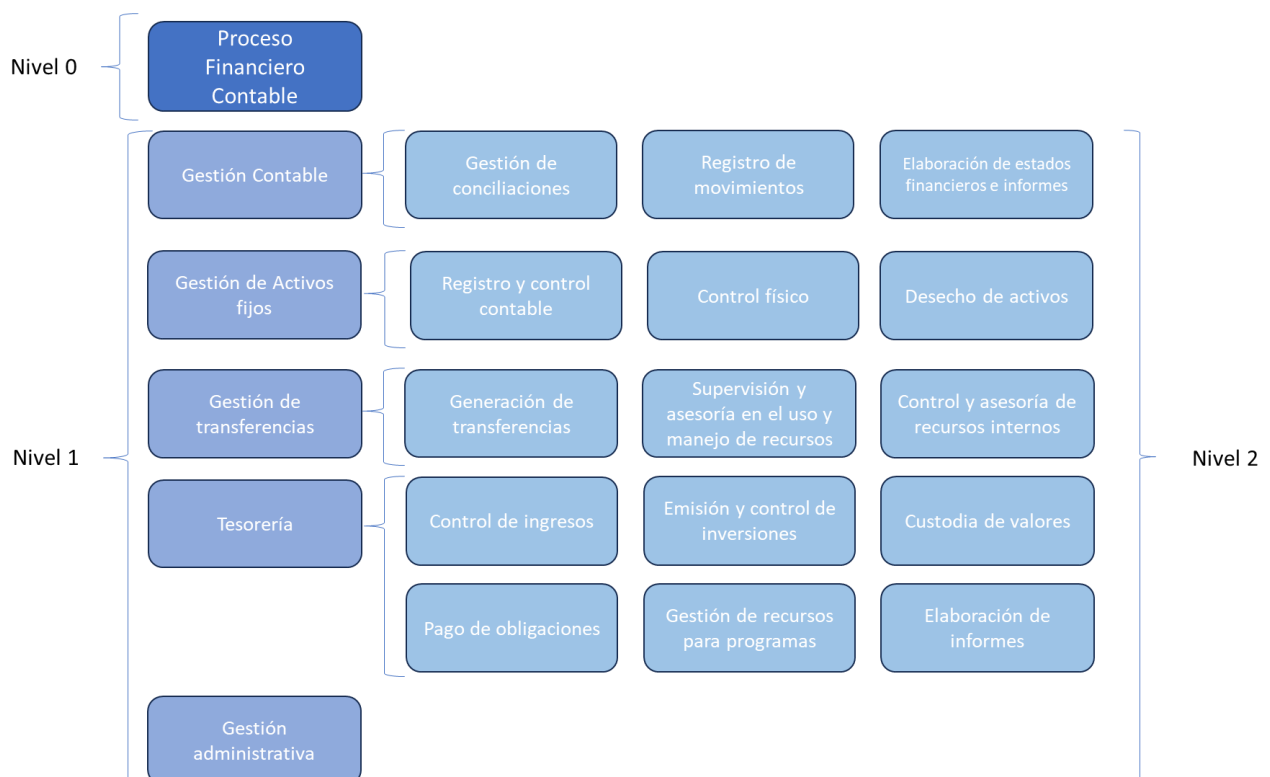 Proceso
Financiero
Contable
Nivel 0
Gestión Contable
Gestión de
conciliaciones
Registro de
movimientos
Elaboración de estados
financieros e informes
Gestión de Activos
fijos
Registro y control
contable
Control físico
Desecho de activos
Gestión de
transferencias
Generación de
transferencias
Supervisión y
asesoría en el uso y
manejo de recursos
Control y asesoría de
recursos internos
Nivel 1
Nivel 2
Tesorería
Control de ingresos
Emisión y control de
inversiones
Custodia de valores
Pago de obligaciones
Gestión de recursos
para programas
Elaboración de
informes
Gestión
administrativa